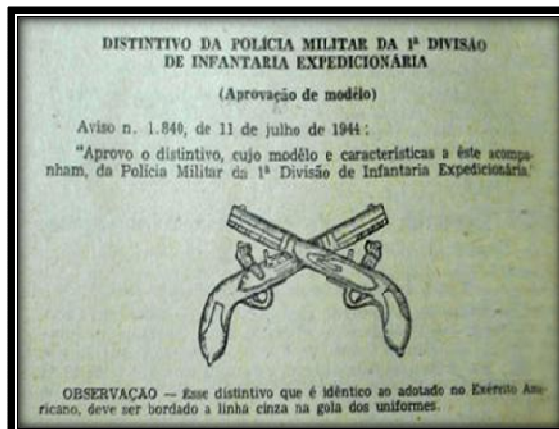 DISTINTIVO DA POLÍCIA MILITAR DA 1ª DIVISÃO
DE INFANTARIA EXPEDICIONÁRIA
(Aprovação de modêlo)
Aviso n. 1.840, de 11 de julho de 1944:
"Aprovo o distintivo, cujo modêlo e características a êste acompa-
nham, da Polícia Militar da 1ª Divisão de Infantaria Expedicionária."
OBSERVAÇÃO — Êsse distintivo que é idêntico ao adotado no Exército Ame-
ricano, deve ser bordado a linha cinza na gola dos uniformes.